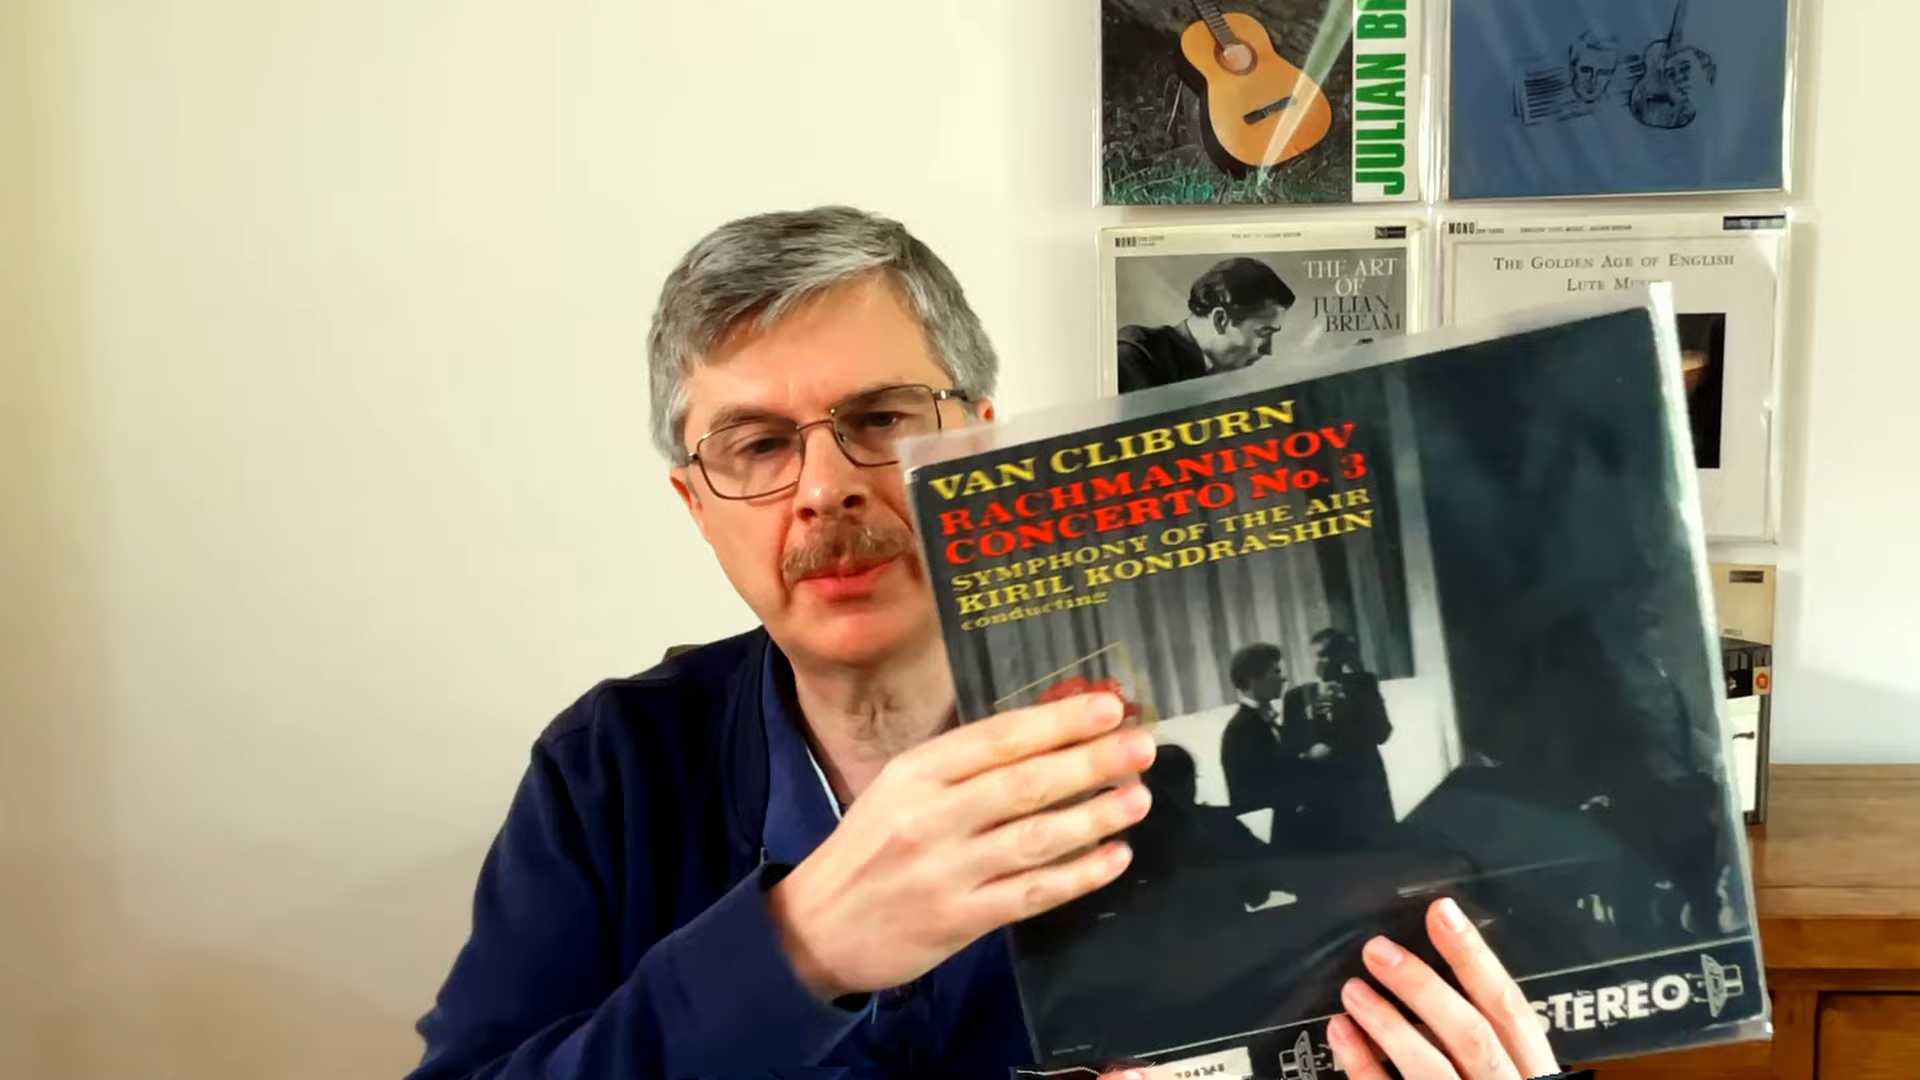 JULIAN BR
MONO
THE ART
OF
JULIAN
BREAM
MONO
THE GOLDEN AGE OF ENGLISH
LUTE
VAN CLIBURN
RACHMANINOV
CONCERTO No. 3
SYMPHONY OF THE AIR
KIRIL KONDRASHIN
conducting
STEREO